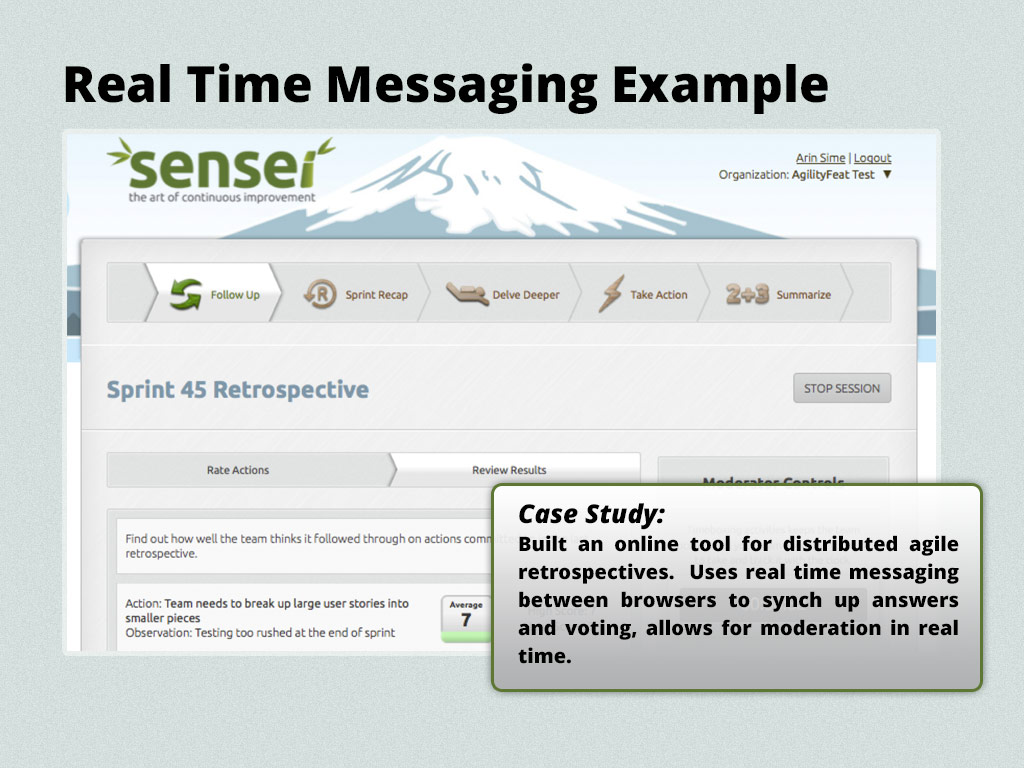 Real Time Messaging Example
sensei
the art of continuous improvement
Arin Sime | Logout
Organization: AgilityFeat Test ▼
Follow Up
R
Sprint Recap
Delve Deeper
Take Action
2+3
Summarize
Sprint 45 Retrospective
STOP SESSION
Rate Actions
Review Results
Moderator Controls
Find out how well the team thinks it followed through on actions
retrospective.
Action: Team needs to break up large user stories into
smaller pieces
Observation: Testing too rushed at the end of sprint
Average
7
Case Study:
Built an online tool for distributed agile
retrospectives. Uses real time messaging
between browsers to synch up answers
and voting, allows for moderation in real
time.